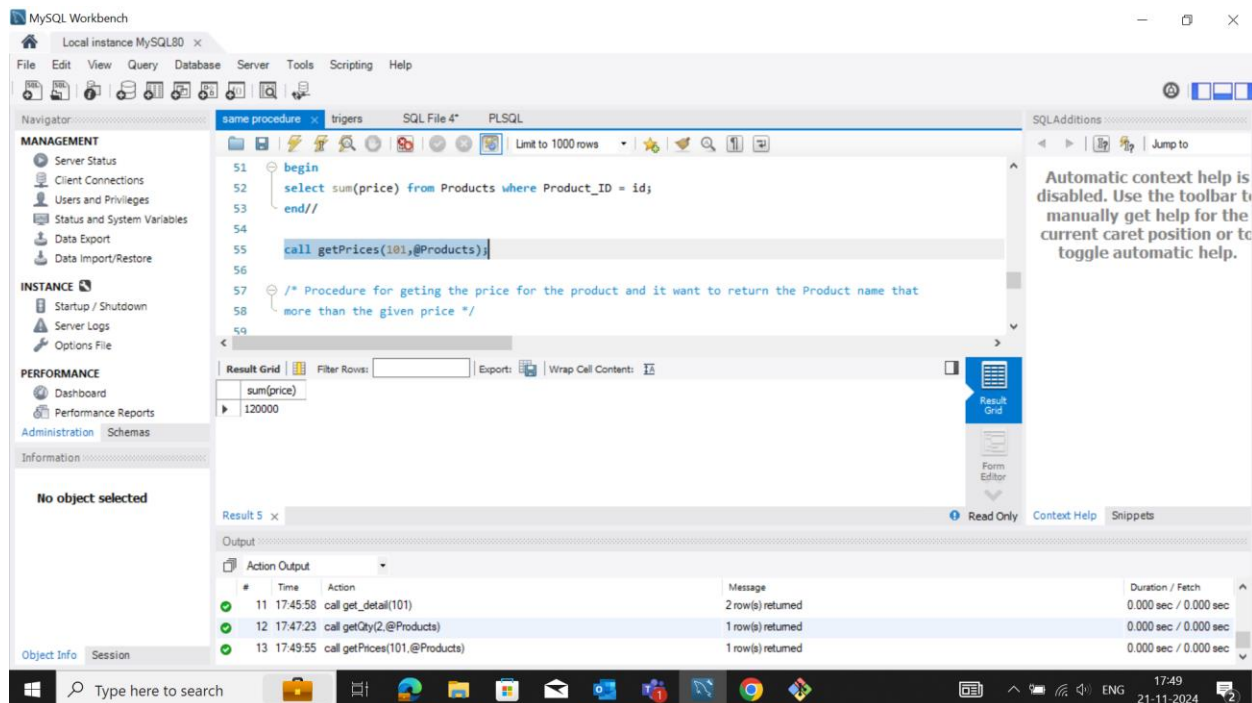 MySQL Workbench
Local instance MySQL80
File Edit View Query Database Server Tools Scripting Help
Navigator
MANAGEMENT
Server Status
Client Connections
Users and Privileges
Status and System Variables
Data Export
Data Import/Restore
INSTANCE
Startup / Shutdown
Server Logs
Options File
PERFORMANCE
Dashboard
Performance Reports
Administration Schemas
Information
No object selected
Object Info Session
same procedure trigers SQL File 4* PLSQL
Limit to 1000 rows
51 begin
52 select sum(price) from Products where Product_ID = id;
53 end//
54
55 call getPrices(101,@Products);
56
57 /* Procedure for geting the price for the product and it want to return the Product name that
58 more than the given price */
59
Result Grid Filter Rows: Export: Wrap Cell Content:
sum(price)
120000
Result Grid
Form Editor
Result 5 Read Only
SQLAdditions
Jump to
Automatic context help is
disabled. Use the toolbar to
manually get help for the
current caret position or to
toggle automatic help.
Context Help Snippets
Output
Action Output
# Time Action Message Duration / Fetch
11 17:45:58 call get_detail(101) 2 row(s) returned 0.000 sec / 0.000 sec
12 17:47:23 call getQty(2,@Products) 1 row(s) returned 0.000 sec / 0.000 sec
13 17:49:55 call getPrices(101,@Products) 1 row(s) returned 0.000 sec / 0.000 sec
Type here to search ENG 17:49
21-11-2024